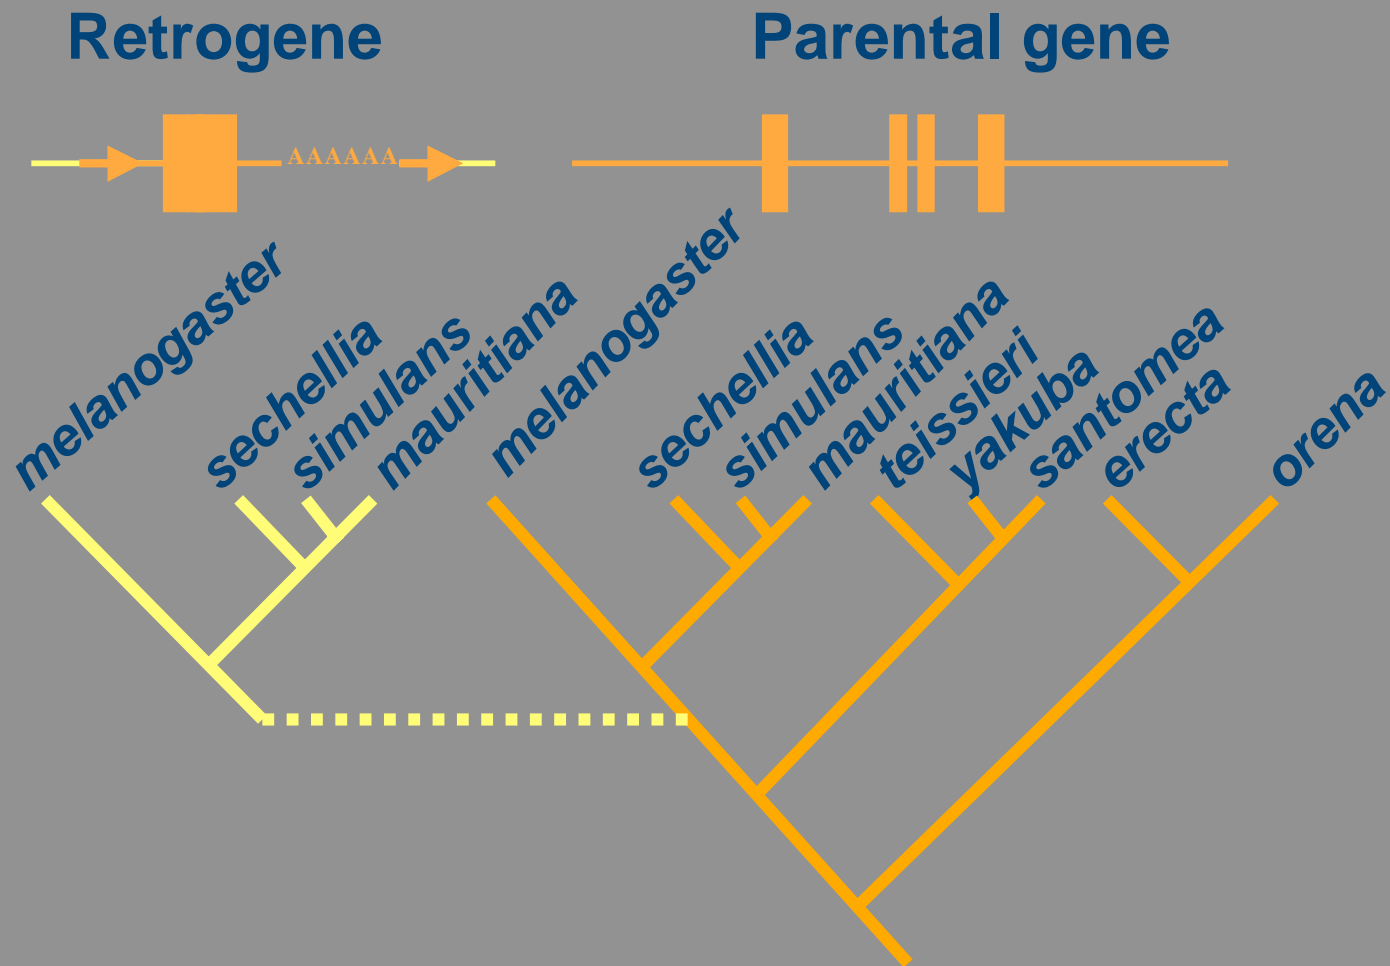 Retrogene
Parental gene
AAAAAA
melanogaster
sechellia
simulans
mauritiana
melanogaster
sechellia
simulans
mauritiana
teissieri
yakuba
santomea
erecta
orena